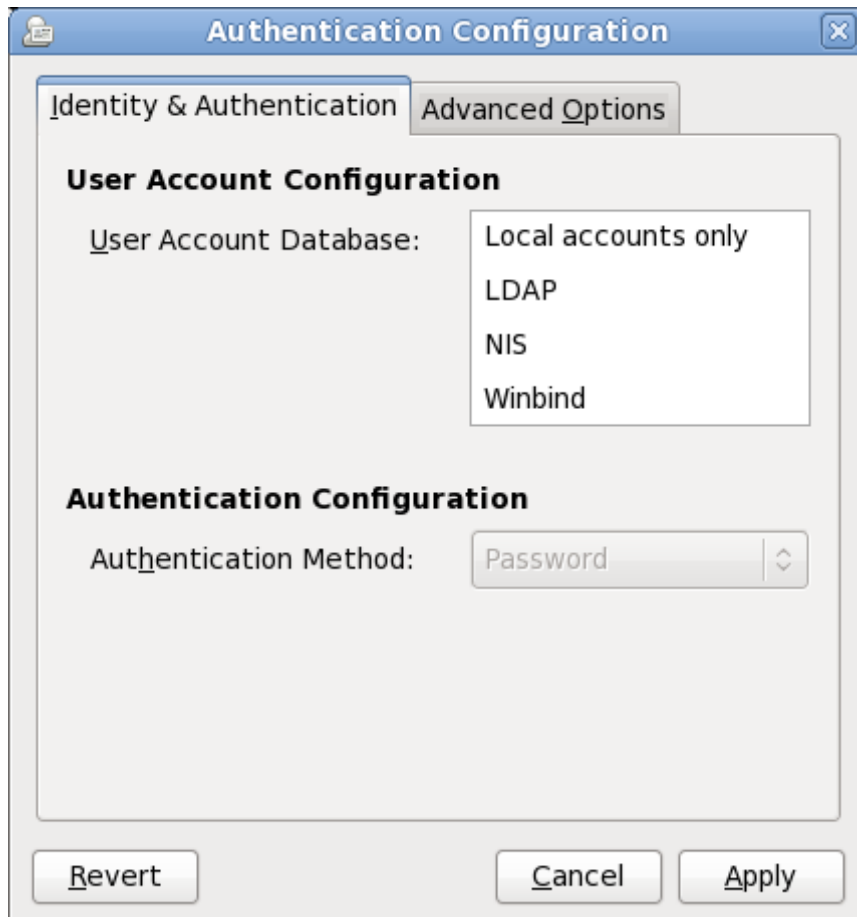 Authentication Configuration
Identity & Authentication
Advanced Options
User Account Configuration
User Account Database:
Local accounts only
LDAP
NIS
Winbind
Authentication Configuration
Authentication Method:
Password
Revert
Cancel
Apply